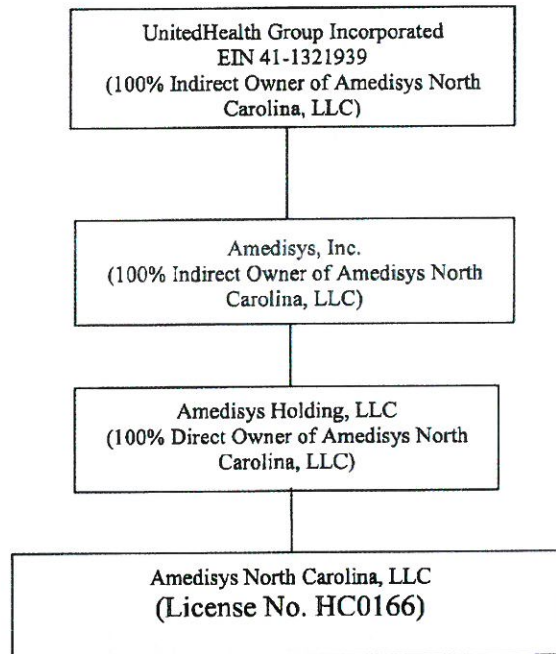 UnitedHealth Group Incorporated
EIN 41-1321939
(100% Indirect Owner of Amedisys North
Carolina, LLC)
Amedisys, Inc.
(100% Indirect Owner of Amedisys North
Carolina, LLC)
Amedisys Holding, LLC
(100% Direct Owner of Amedisys North
Carolina, LLC)
Amedisys North Carolina, LLC
(License No. HC0166)